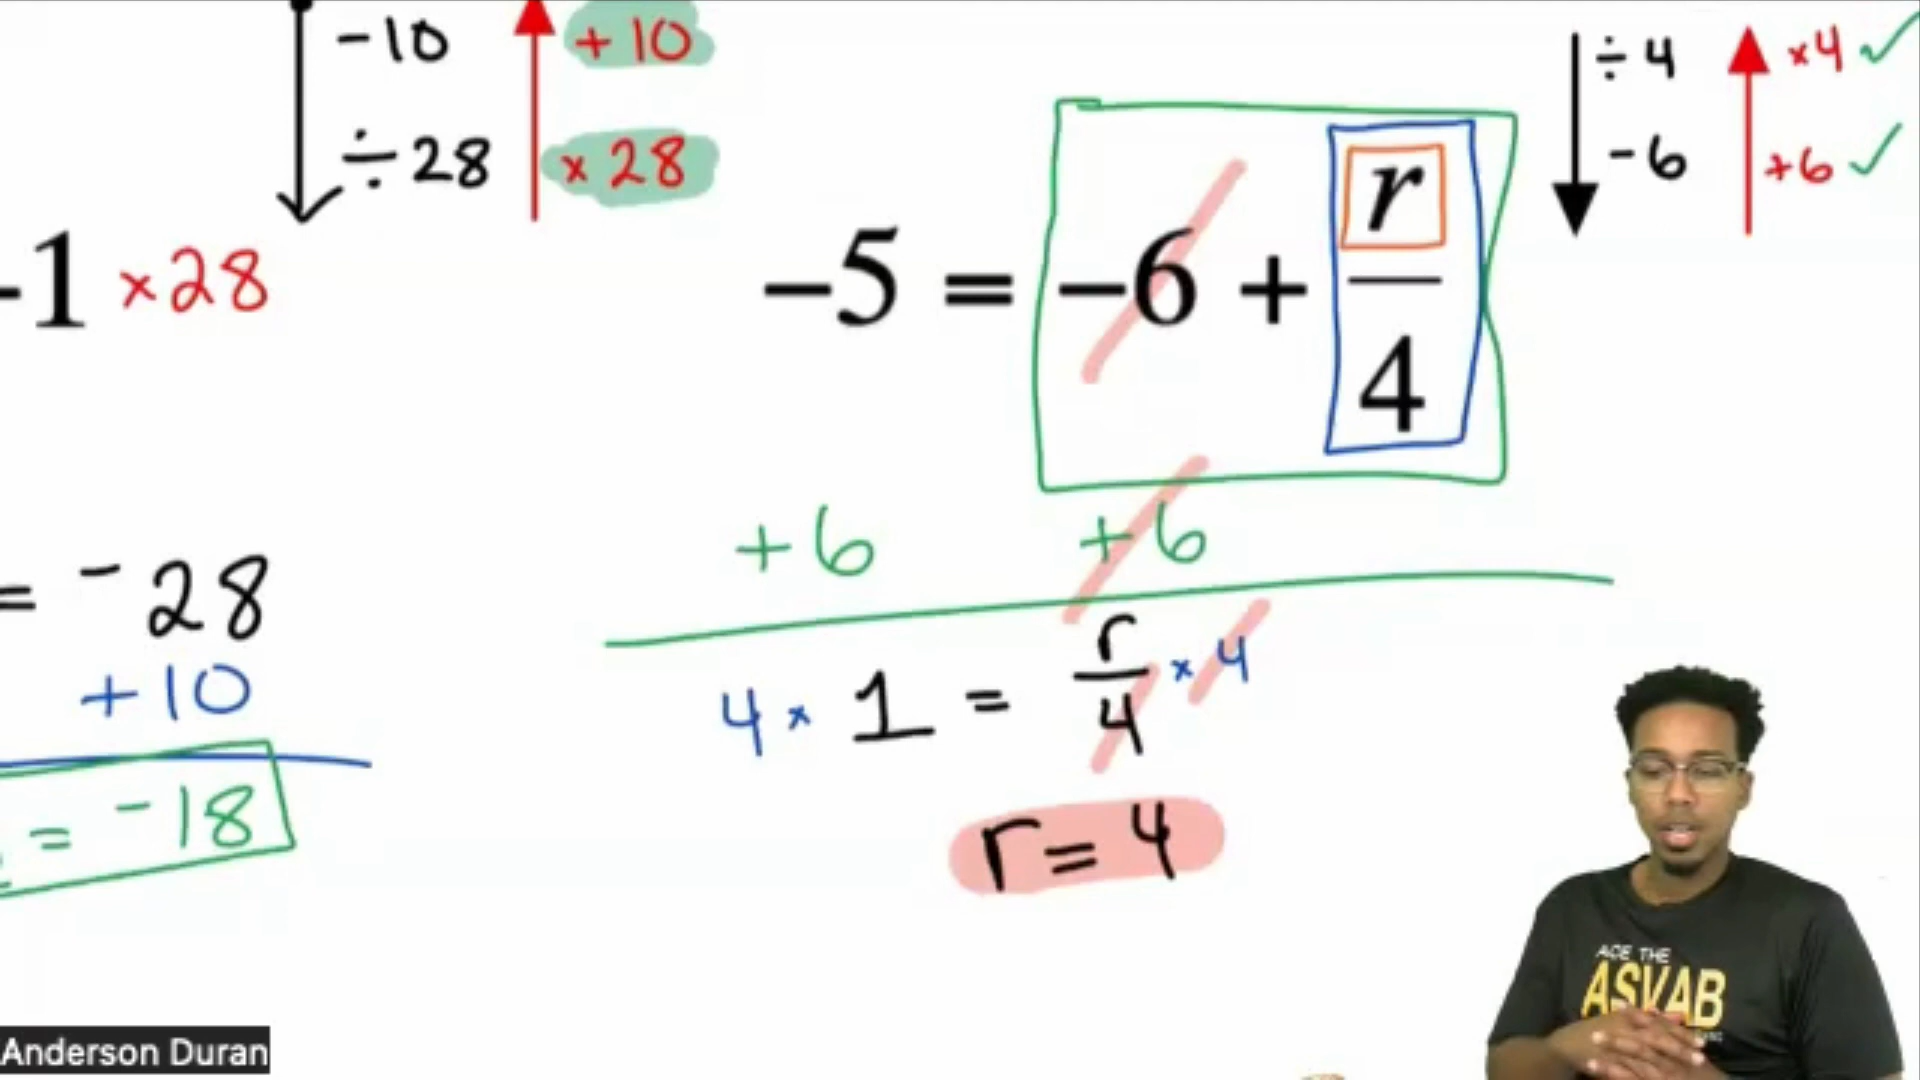 -10
+10
÷28
×28
-1 ×28
= -28
+10
= -18
÷4
×4 ✓
-6
+6 ✓
-5 = -6 + r/4
+6 +6
4 × 1 = r/4 × 4
r = 4
ACE THE
ASVAB
Anderson Duran